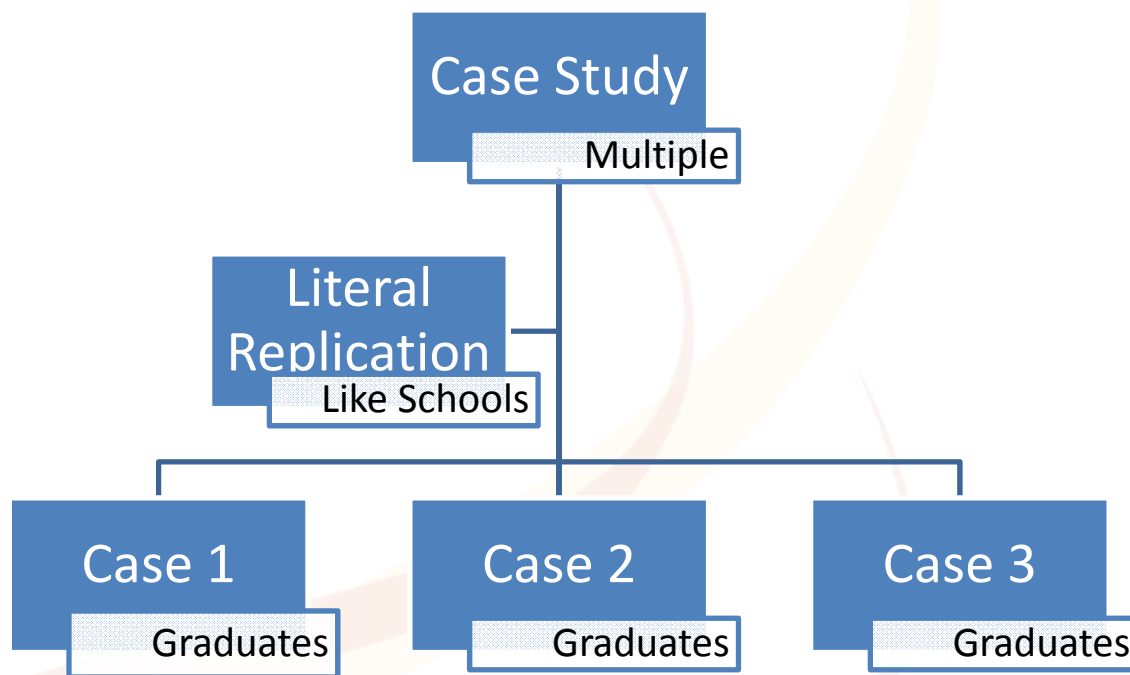 Case Study
Multiple
Literal
Replication
Like Schools
Case 1
Graduates
Case 2
Graduates
Case 3
Graduates